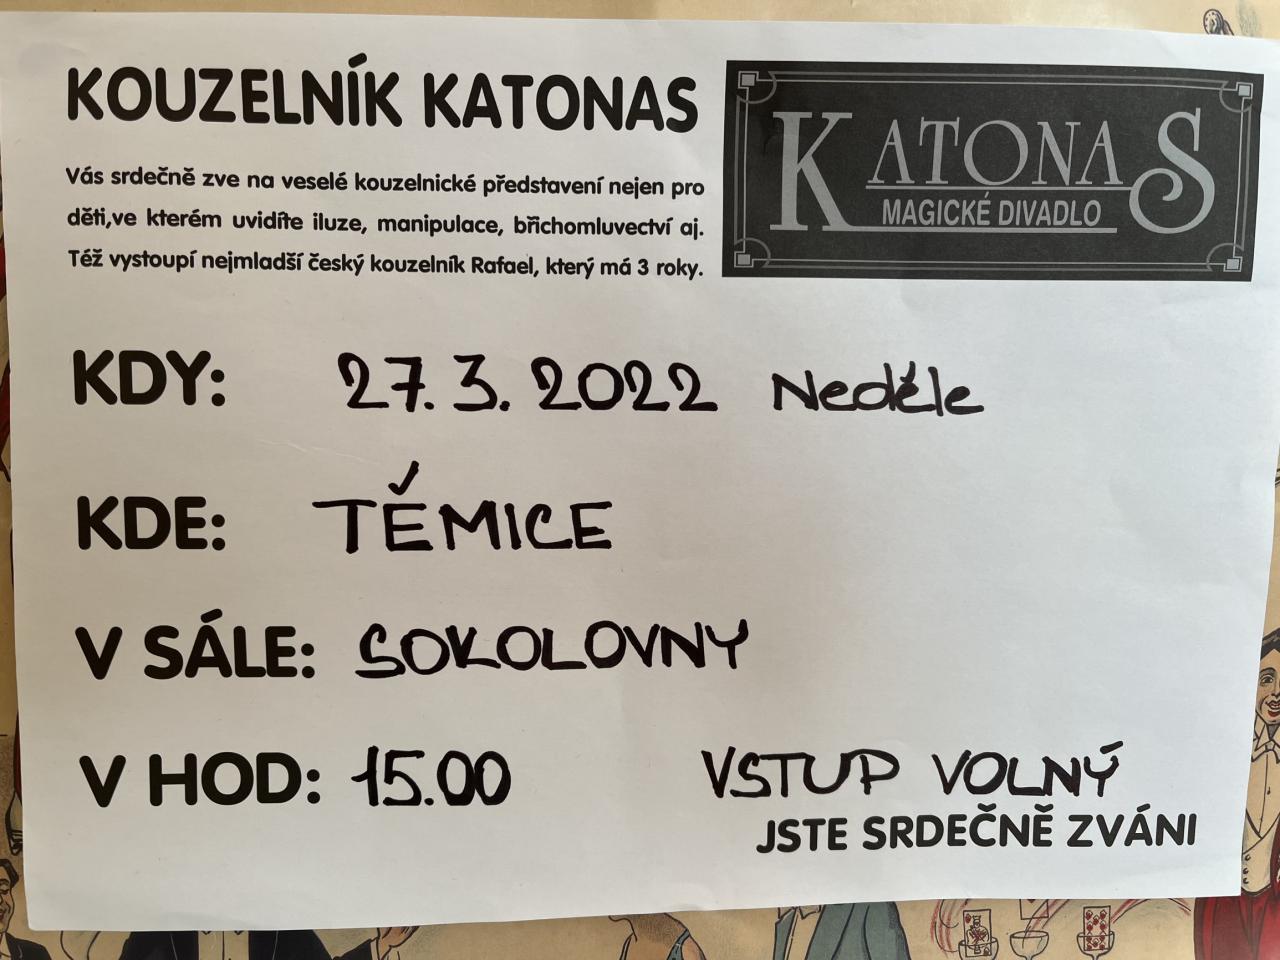 KOUZELNÍK KATONAS
Vás srdečně zve na veselé kouzelnické představení nejen pro
děti,ve kterém uvidíte iluze, manipulace, břichomluvectví aj.
Též vystoupí nejmladší český kouzelník Rafael, který má 3 roky.
KATONAS
MAGICKÉ DIVADLO
KDY: 27.3.2022 Neděle
KDE: TĚMICE
V SÁLE: SOKOLOVNY
V HOD: 15.00
VSTUP VOLNÝ
JSTE SRDEČNĚ ZVÁNI